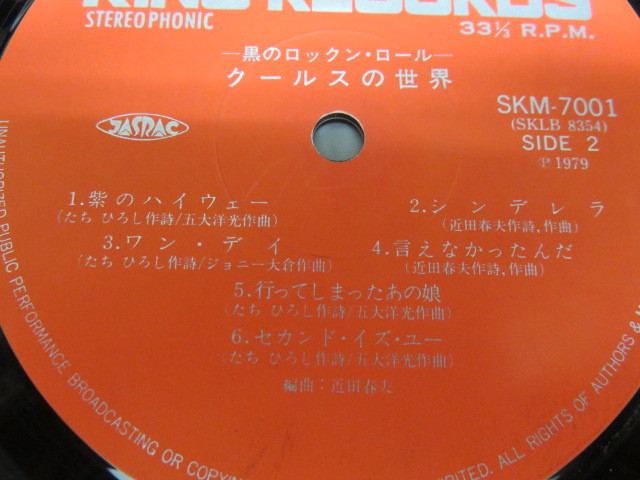 KING RECORDS
STEREOPHONIC
33⅓ R.P.M.
―黒のロックン・ロール―
クールスの世界
JASRAC
SKM-7001
(SKLB 8354)
SIDE 2
Ⓟ 1979
1.紫のハイウェー
(たち ひろし作詩/五大洋光作曲)
2.シンデレラ
(近田春夫作詩,作曲)
3.ワン・デイ
(たち ひろし作詩/ジョニー大倉作曲)
4.言えなかったんだ
(近田春夫作詩,作曲)
5.行ってしまったあの娘
(たち ひろし作詩/五大洋光作曲)
6.セカンド・イズ・ユー
(たち ひろし作詩/五大洋光作曲)
編曲:近田春夫
UNAUTHORIZED PUBLIC PERFORMANCE BROADCASTING OR COPYING
RIGHTS OF AUTHORS &